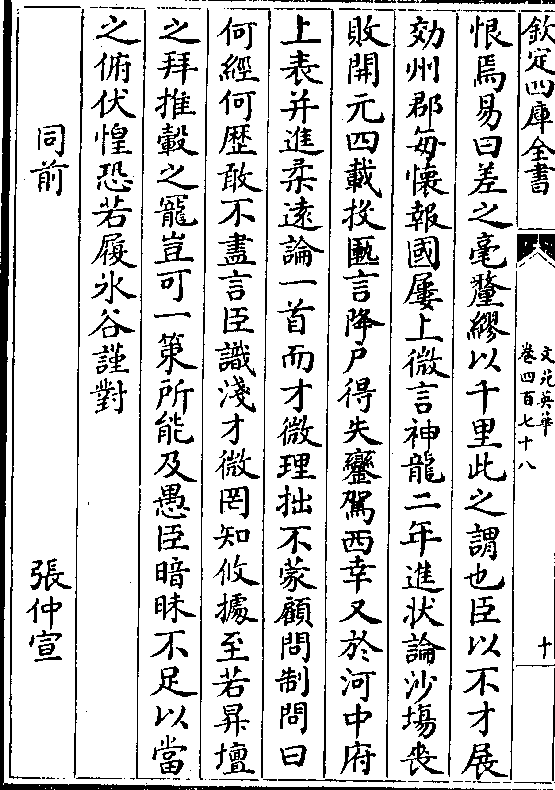 欽定四庫全書
文苑英華
卷四百七十八
十
恨焉易曰差之毫釐繆以千里此之謂也臣以不才展
効州郡每懷報國屢上微言神龍二年進狀論沙塲喪
敗開元四載投匭言降户得失鑾駕西幸又於河中府
上表并進柔遠論一首而才微理拙不蒙顧問制問曰
何經何歴敢不盡言臣識淺才微罔知攸據至若昇壇
之拜推轂之寵豈可一第所能及愚臣暗昧不足以當
之俯伏惶恐若履氷谷謹對
同前 張仲宣